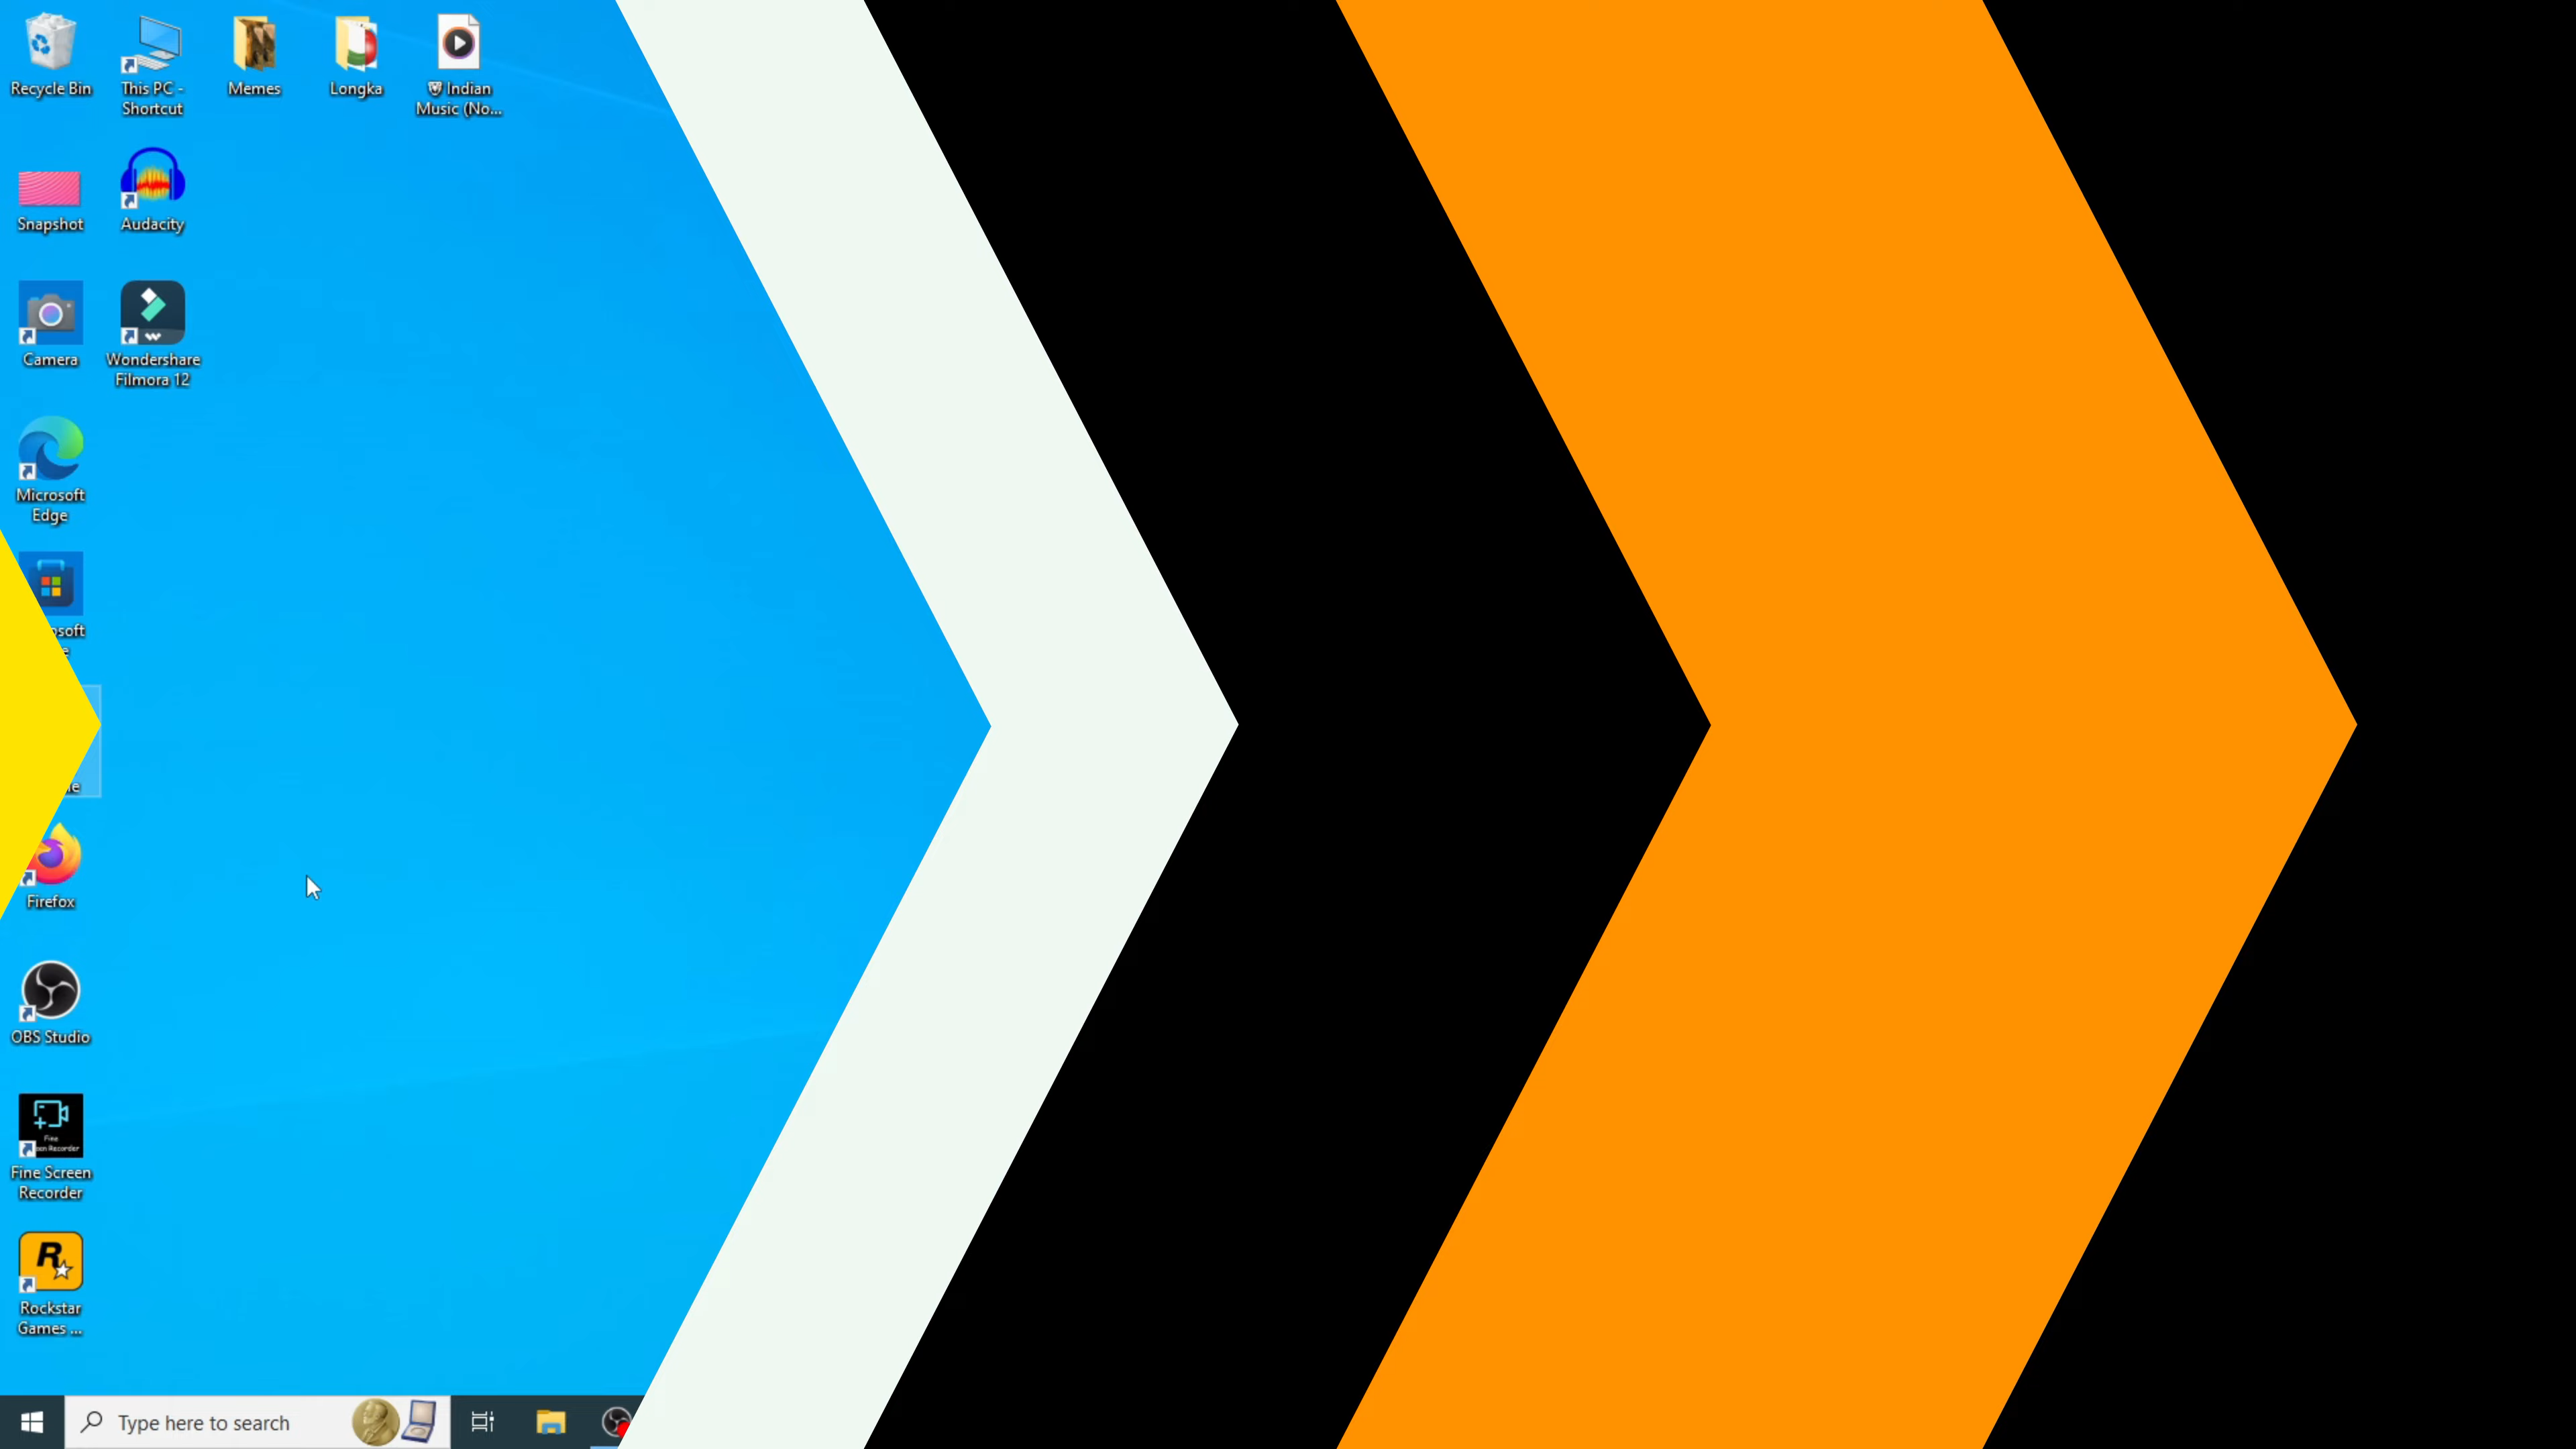 Recycle Bin
This PC -
Shortcut
Memes
Longka
Indian
Music (No...
Snapshot
Audacity
Camera
Wondershare
Filmora 12
Microsoft
Edge
Firefox
OBS Studio
Fine
Fine Screen
Recorder
Rockstar
Games ...
Type here to search